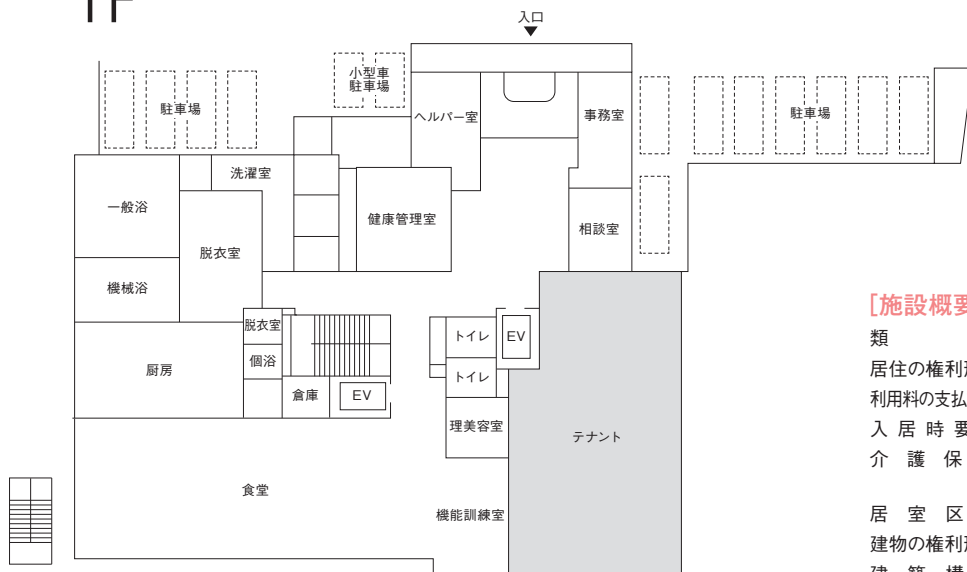 1F
入口
小型車
駐車場
駐車場
ヘルパー室
事務室
駐車場
洗濯室
一般浴
健康管理室
相談室
脱衣室
機械浴
脱衣室
トイレ
EV
個浴
厨房
トイレ
倉庫
EV
理美容室
テナント
食堂
機能訓練室
[施設概要
類
居住の権利形
利用料の支払
入居時要
介護保
居室区
建物の権利形
建築構